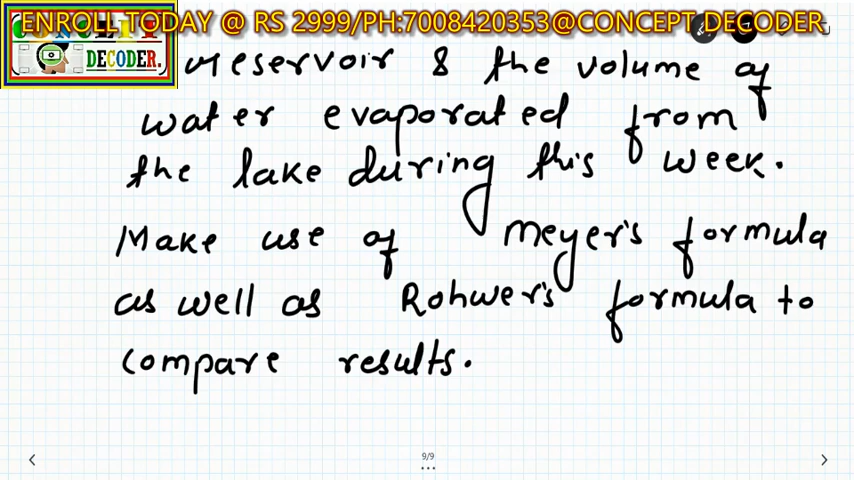 ENROLL TODAY @ RS 2999/PH:7008420353@CONCEPT DECODER
DECODER.
reservoir & the volume of
water evaporated from
the lake during this week.
Make use of Meyer's formula
as well as Rohwer's formula to
compare results.
9/9